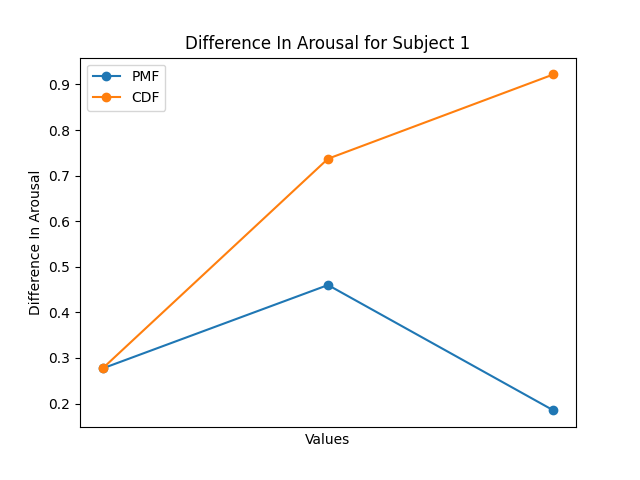 Difference In Arousal for Subject 1
PMF
CDF
0.9
0.8
0.7
0.6
0.5
0.4
0.3
0.2
Difference In Arousal
Values